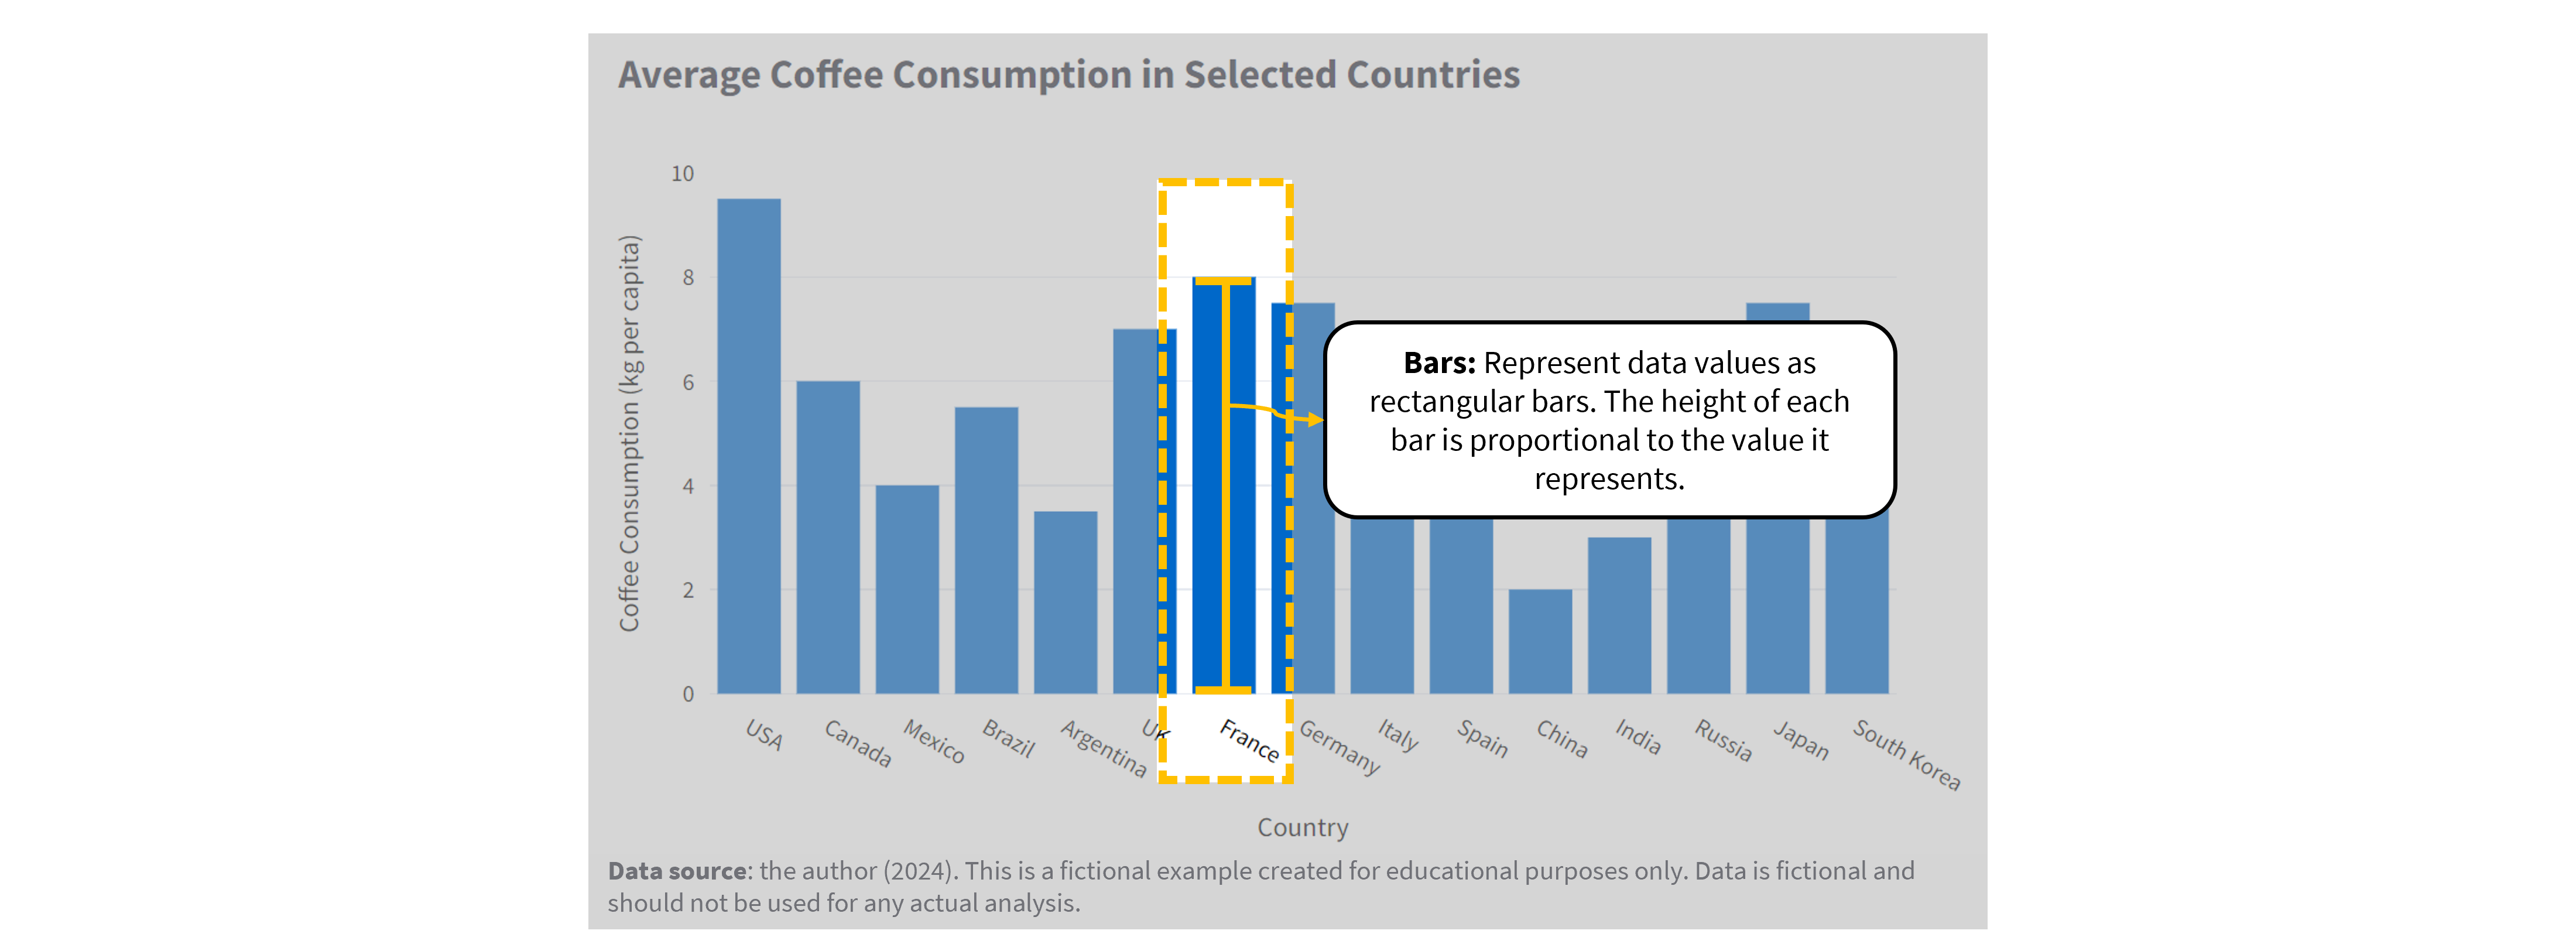 Average Coffee Consumption in Selected Countries
Coffee Consumption (kg per capita)
10
8
6
4
2
0
Bars: Represent data values as
rectangular bars. The height of each
bar is proportional to the value it
represents.
USA
Canada
Mexico
Brazil
Argentina
UK
France
Germany
Italy
Spain
China
India
Russia
Japan
South Korea
Country
Data source: the author (2024). This is a fictional example created for educational purposes only. Data is fictional and
should not be used for any actual analysis.